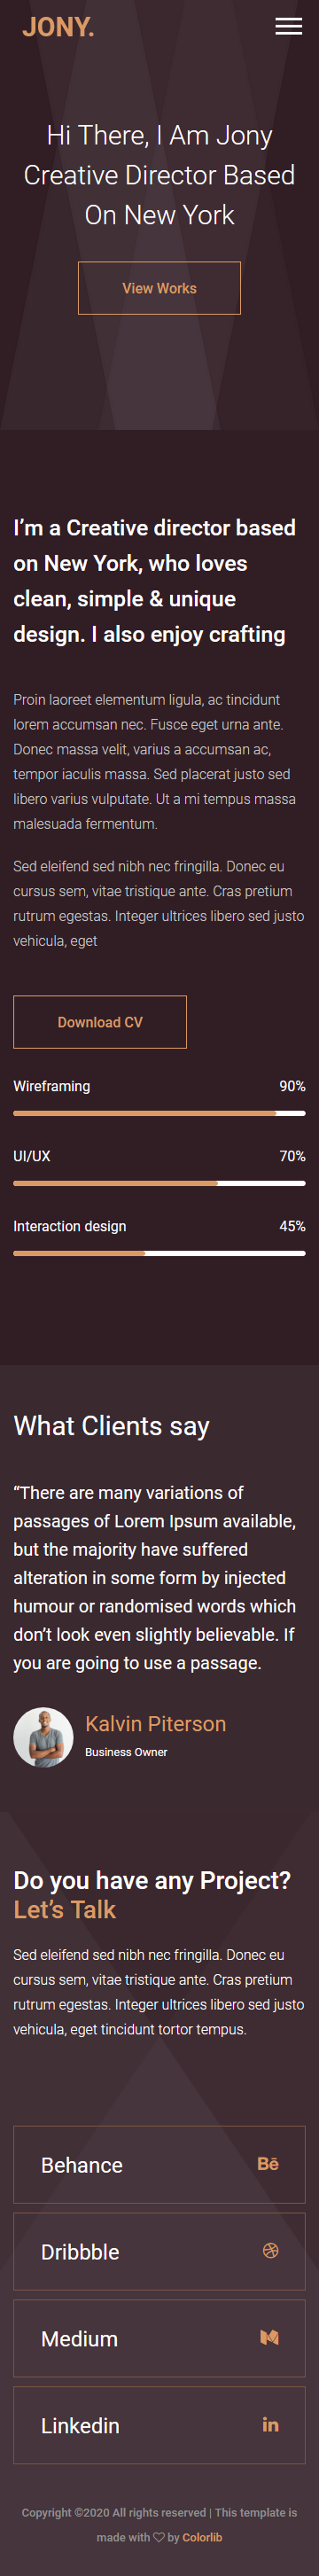 JONY.
Hi There, I Am Jony
Creative Director Based
On New York
View Works
I’m a Creative director based
on New York, who loves
clean, simple & unique
design. I also enjoy crafting
Proin laoreet elementum ligula, ac tincidunt
lorem accumsan nec. Fusce eget urna ante.
Donec massa velit, varius a accumsan ac,
tempor iaculis massa. Sed placerat justo sed
libero varius vulputate. Ut a mi tempus massa
malesuada fermentum.
Sed eleifend sed nibh nec fringilla. Donec eu
cursus sem, vitae tristique ante. Cras pretium
rutrum egestas. Integer ultrices libero sed justo
vehicula, eget
Download CV
Wireframing 90%
UI/UX 70%
Interaction design 45%
What Clients say
“There are many variations of
passages of Lorem Ipsum available,
but the majority have suffered
alteration in some form by injected
humour or randomised words which
don’t look even slightly believable. If
you are going to use a passage.
Kalvin Piterson
Business Owner
Do you have any Project?
Let’s Talk
Sed eleifend sed nibh nec fringilla. Donec eu
cursus sem, vitae tristique ante. Cras pretium
rutrum egestas. Integer ultrices libero sed justo
vehicula, eget tincidunt tortor tempus.
Behance Bē
Dribbble
Medium
Linkedin in
Copyright ©2020 All rights reserved | This template is
made with ♡ by Colorlib